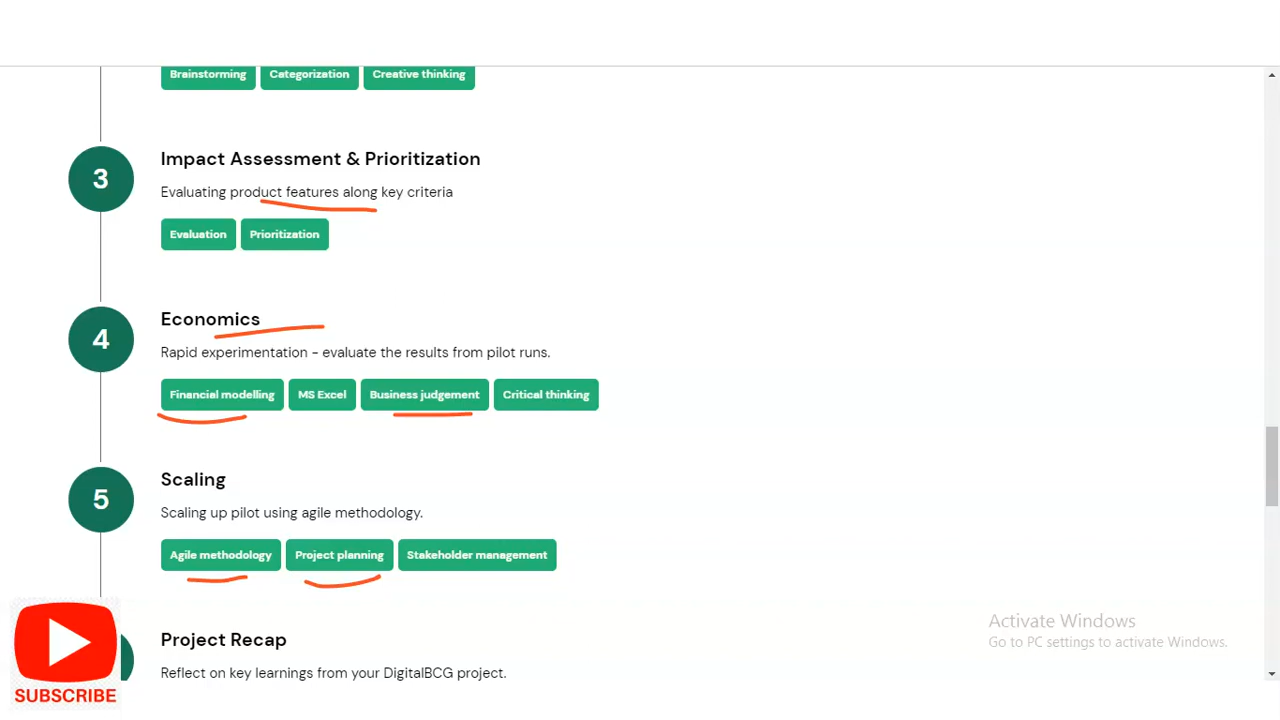 Brainstorming Categorization Creative thinking
3
Impact Assessment & Prioritization
Evaluating product features along key criteria
Evaluation Prioritization
4
Economics
Rapid experimentation - evaluate the results from pilot runs.
Financial modelling MS Excel Business judgement Critical thinking
5
Scaling
Scaling up pilot using agile methodology.
Agile methodology Project planning Stakeholder management
Project Recap
Reflect on key learnings from your DigitalBCG project.
SUBSCRIBE
Activate Windows
Go to PC settings to activate Windows.